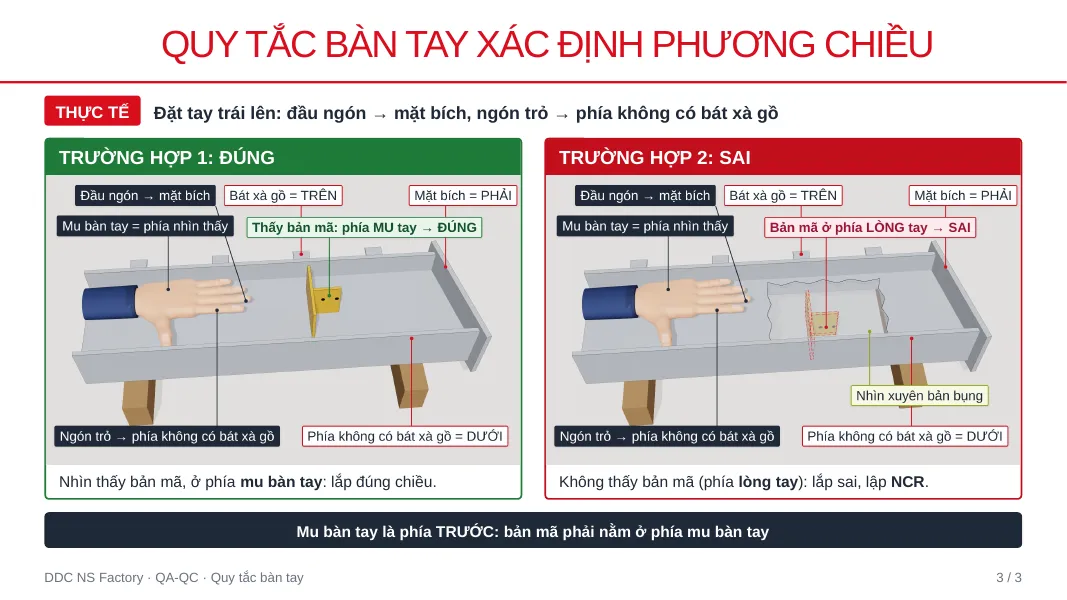 QUY TẮC BÀN TAY XÁC ĐỊNH PHƯƠNG CHIỀU
THỰC TẾ
Đặt tay trái lên: đầu ngón → mặt bích, ngón trỏ → phía không có bát xà gồ
TRƯỜNG HỢP 1: ĐÚNG
Đầu ngón → mặt bích
Bát xà gồ = TRÊN
Mặt bích = PHẢI
Mu bàn tay = phía nhìn thấy
Thấy bản mã: phía MU tay → ĐÚNG
Ngón trỏ → phía không có bát xà gồ
Phía không có bát xà gồ = DƯỚI
Nhìn thấy bản mã, ở phía mu bàn tay: lắp đúng chiều.
TRƯỜNG HỢP 2: SAI
Đầu ngón → mặt bích
Bát xà gồ = TRÊN
Mặt bích = PHẢI
Mu bàn tay = phía nhìn thấy
Bản mã ở phía LÒNG tay → SAI
Nhìn xuyên bản bụng
Ngón trỏ → phía không có bát xà gồ
Phía không có bát xà gồ = DƯỚI
Không thấy bản mã (phía lòng tay): lắp sai, lập NCR.
Mu bàn tay là phía TRƯỚC: bản mã phải nằm ở phía mu bàn tay
DDC NS Factory · QA-QC · Quy tắc bàn tay
3 / 3